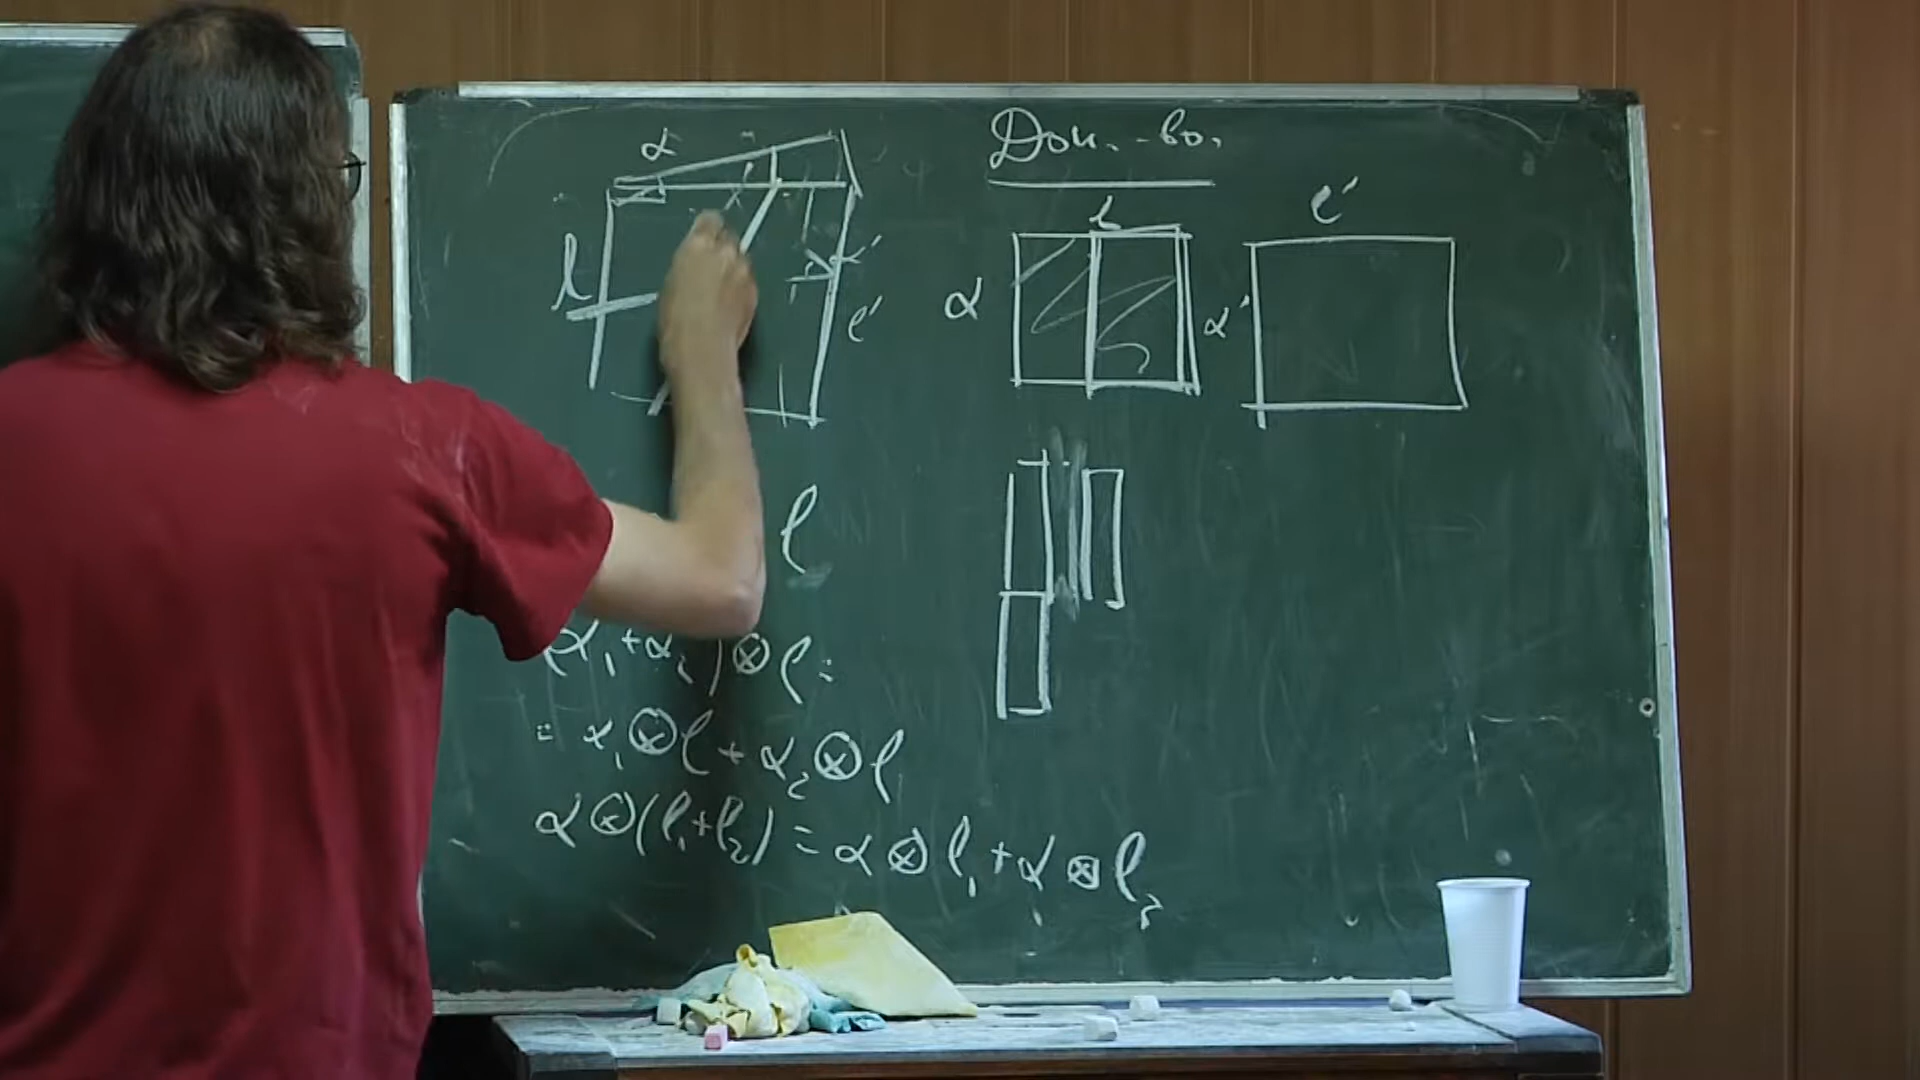 α
l
α'
l'
Док-во.
l
α
l'
α'
l
(α₁+α₂)⊗l=
= α₁⊗l + α₂⊗l
α⊗(l₁+l₂) = α⊗l₁+α⊗l₂